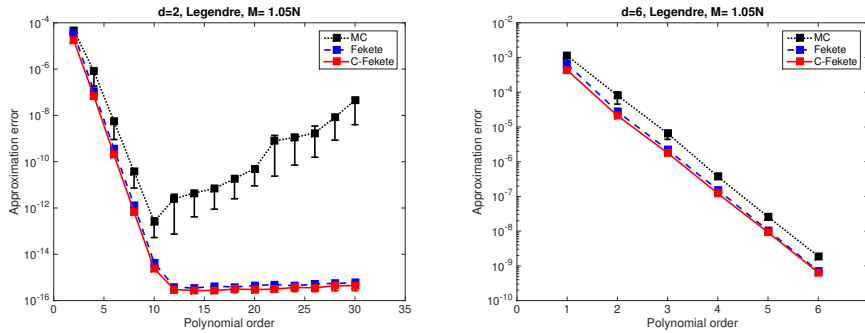 d=2, Legendre, M= 1.05N
10^-4
10^-6
10^-8
10^-10
10^-12
10^-14
10^-16
Approximation error
MC
Fekete
C-Fekete
0 5 10 15 20 25 30 35
Polynomial order
d=6, Legendre, M= 1.05N
10^-2
10^-3
10^-4
10^-5
10^-6
10^-7
10^-8
10^-9
10^-10
Approximation error
MC
Fekete
C-Fekete
0 1 2 3 4 5 6
Polynomial order